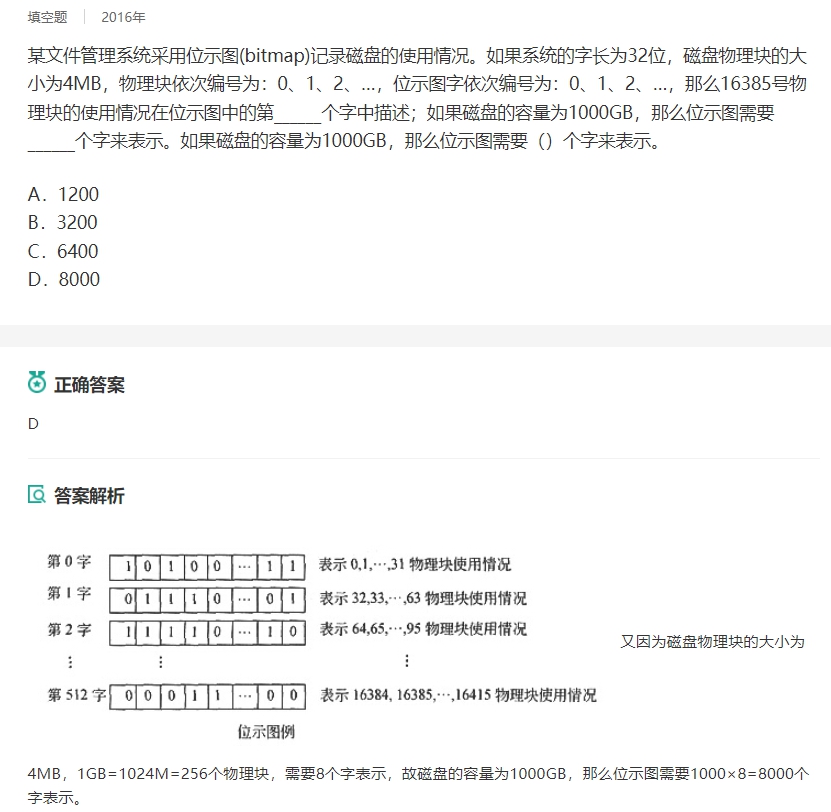 填空题 2016年
某文件管理系统采用位示图(bitmap)记录磁盘的使用情况。如果系统的字长为32位，磁盘物理块的大
小为4MB，物理块依次编号为：0、1、2、...，位示图字依次编号为：0、1、2、...，那么16385号物
理块的使用情况在位示图中的第______个字中描述；如果磁盘的容量为1000GB，那么位示图需要
______个字来表示。如果磁盘的容量为1000GB，那么位示图需要（）个字来表示。
A．1200
B．3200
C．6400
D．8000
正确答案
D
答案解析
第 0 字 1 0 1 0 0 … 1 1 表示 0,1,…,31 物理块使用情况
第 1 字 0 1 1 1 0 … 0 1 表示 32,33,…,63 物理块使用情况
第 2 字 1 1 1 1 0 … 1 0 表示 64,65,…,95 物理块使用情况
又因为磁盘物理块的大小为
⋮ ⋮ ⋮
第 512 字 0 0 0 1 1 … 0 0 表示 16384, 16385,…,16415 物理块使用情况
位示图例
4MB，1GB=1024M=256个物理块，需要8个字表示，故磁盘的容量为1000GB，那么位示图需要1000×8=8000个
字表示。